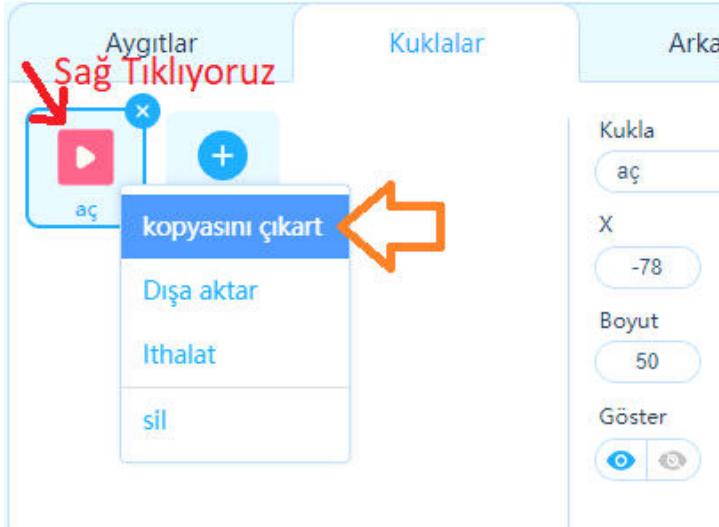 Aygıtlar
Kuklalar
Arka
Sağ Tıklıyoruz
aç
kopyasını çıkart
Dışa aktar
Ithalat
sil
Kukla
aç
X
-78
Boyut
50
Göster